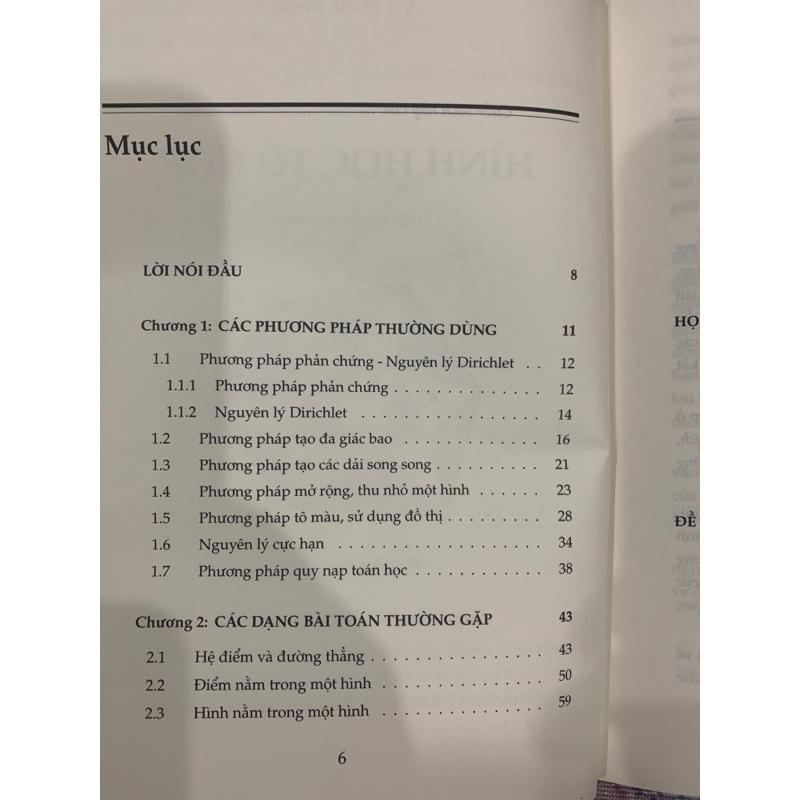 Mục lục
LỜI NÓI ĐẦU 8
Chương 1: CÁC PHƯƠNG PHÁP THƯỜNG DÙNG 11
1.1 Phương pháp phản chứng - Nguyên lý Dirichlet . . 12
1.1.1 Phương pháp phản chứng . . . . . . . . . . . . . . 12
1.1.2 Nguyên lý Dirichlet . . . . . . . . . . . . . . . . 14
1.2 Phương pháp tạo đa giác bao . . . . . . . . . . . . . 16
1.3 Phương pháp tạo các dải song song . . . . . . . . . . 21
1.4 Phương pháp mở rộng, thu nhỏ một hình . . . . . . . 23
1.5 Phương pháp tô màu, sử dụng đồ thị . . . . . . . . . 28
1.6 Nguyên lý cực hạn . . . . . . . . . . . . . . . . . . 34
1.7 Phương pháp quy nạp toán học . . . . . . . . . . . . 38
Chương 2: CÁC DẠNG BÀI TOÁN THƯỜNG GẶP 43
2.1 Hệ điểm và đường thẳng . . . . . . . . . . . . . . . 43
2.2 Điểm nằm trong một hình . . . . . . . . . . . . . . 50
2.3 Hình nằm trong một hình . . . . . . . . . . . . . . 59
6
HỌ
ĐỀ